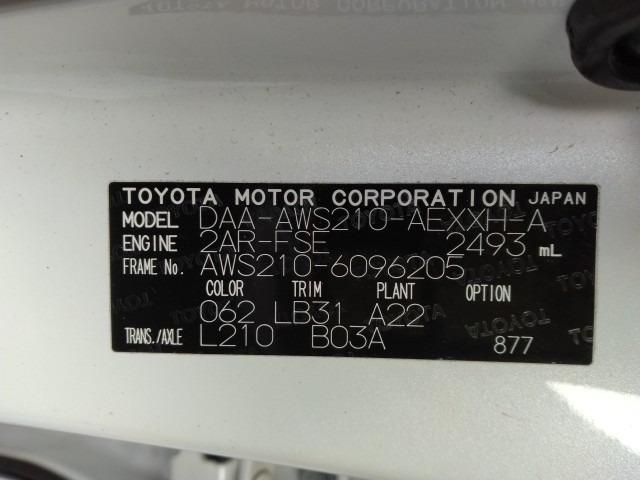 TOYOTA MOTOR CORPORATION JAPAN
MODEL DAA-AWS210-AEXXH-A
ENGINE 2AR-FSE 2493 mL
FRAME No. AWS210-6096205
COLOR TRIM PLANT OPTION
062 LB31 A22
TRANS./AXLE L210 B03A 877